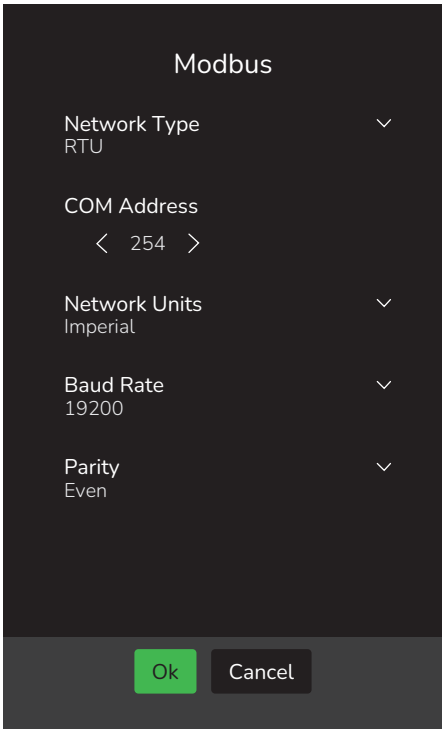 Modbus
Network Type
RTU
COM Address
254
Network Units
Imperial
Baud Rate
19200
Parity
Even
Ok Cancel